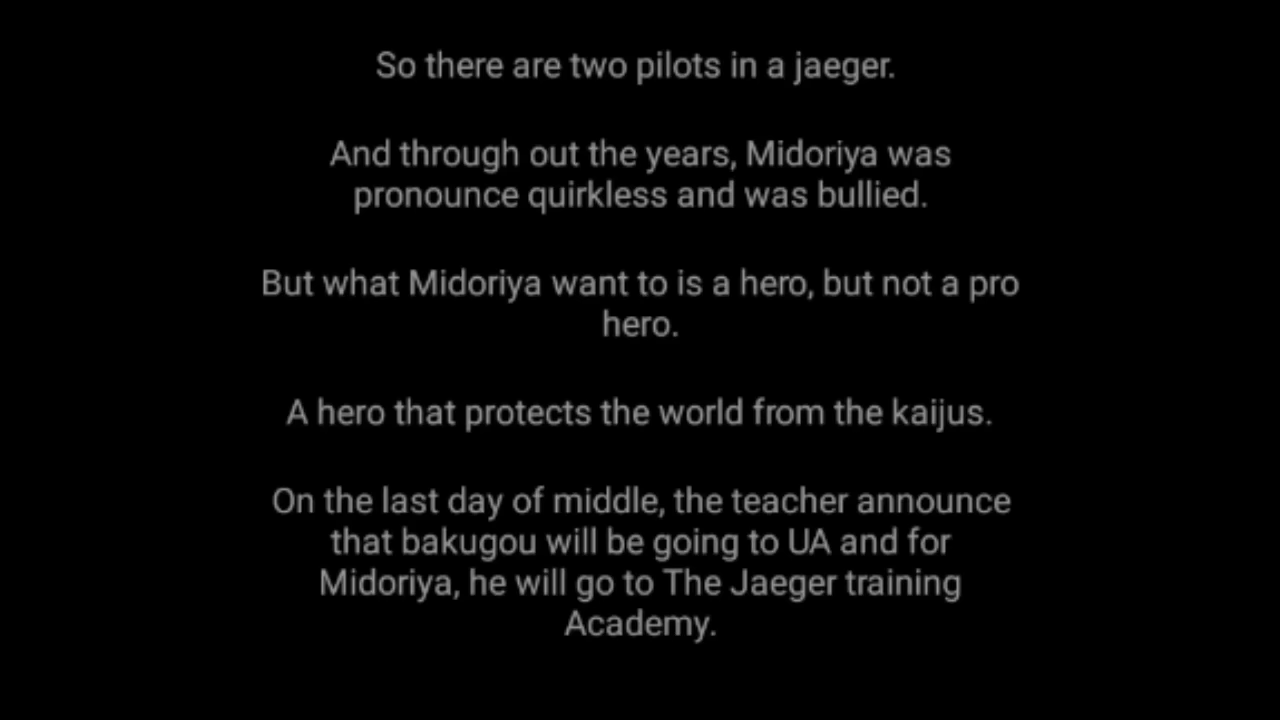 So there are two pilots in a jaeger.
And through out the years, Midoriya was
pronounce quirkless and was bullied.
But what Midoriya want to is a hero, but not a pro
hero.
A hero that protects the world from the kaijus.
On the last day of middle, the teacher announce
that bakugou will be going to UA and for
Midoriya, he will go to The Jaeger training
Academy.